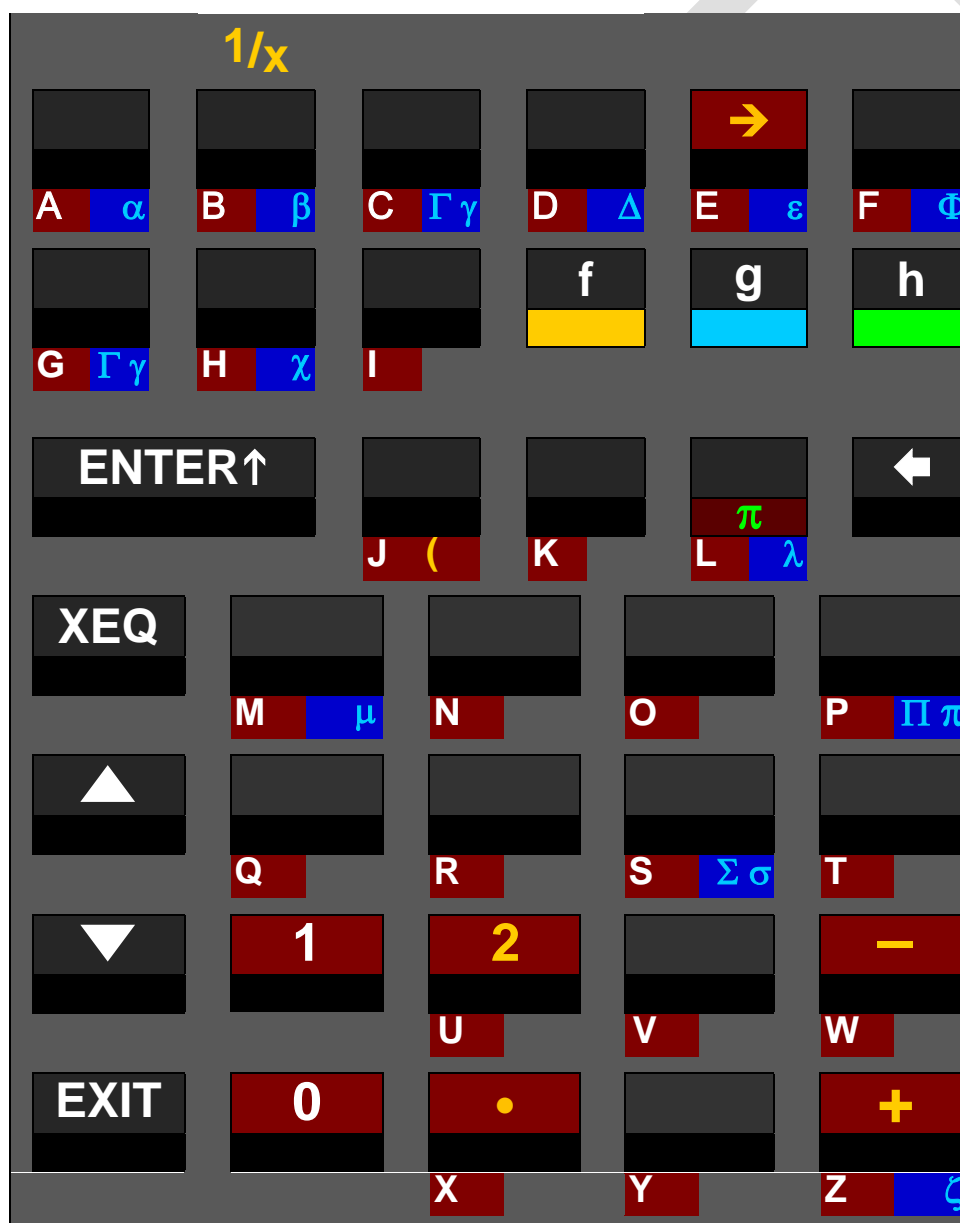 1/x
➔
A α B β C Γ γ D Δ E ε F Φ
f g h
G Γ γ H χ I
ENTER↑ 🡄
π
J ( K L λ
XEQ
M μ N O P Π π
▲
Q R S Σ σ T
▼ 1 2 −
U V W
EXIT 0 • +
X Y Z ζ